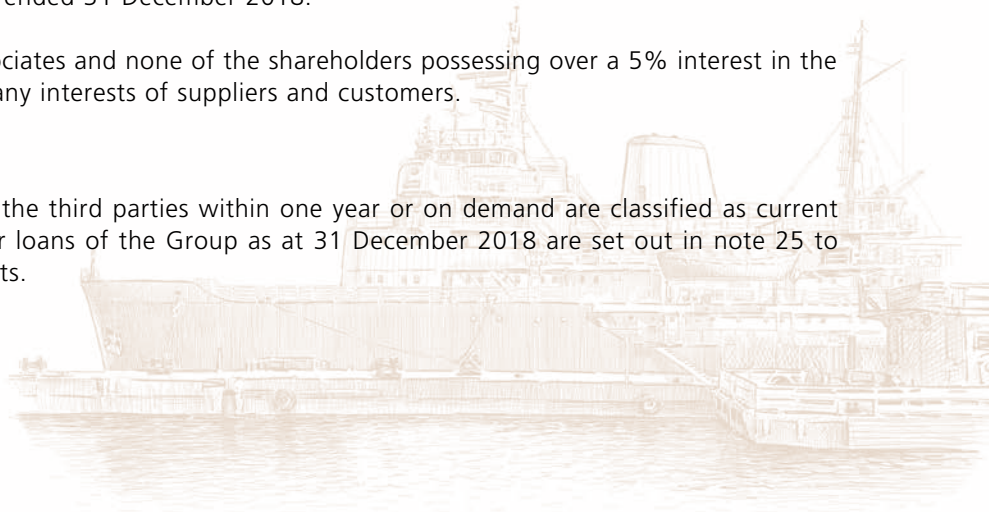 ended 31 December 2018.
ociates and none of the shareholders possessing over a 5% interest in the
any interests of suppliers and customers.
the third parties within one year or on demand are classified as current
r loans of the Group as at 31 December 2018 are set out in note 25 to
ts.